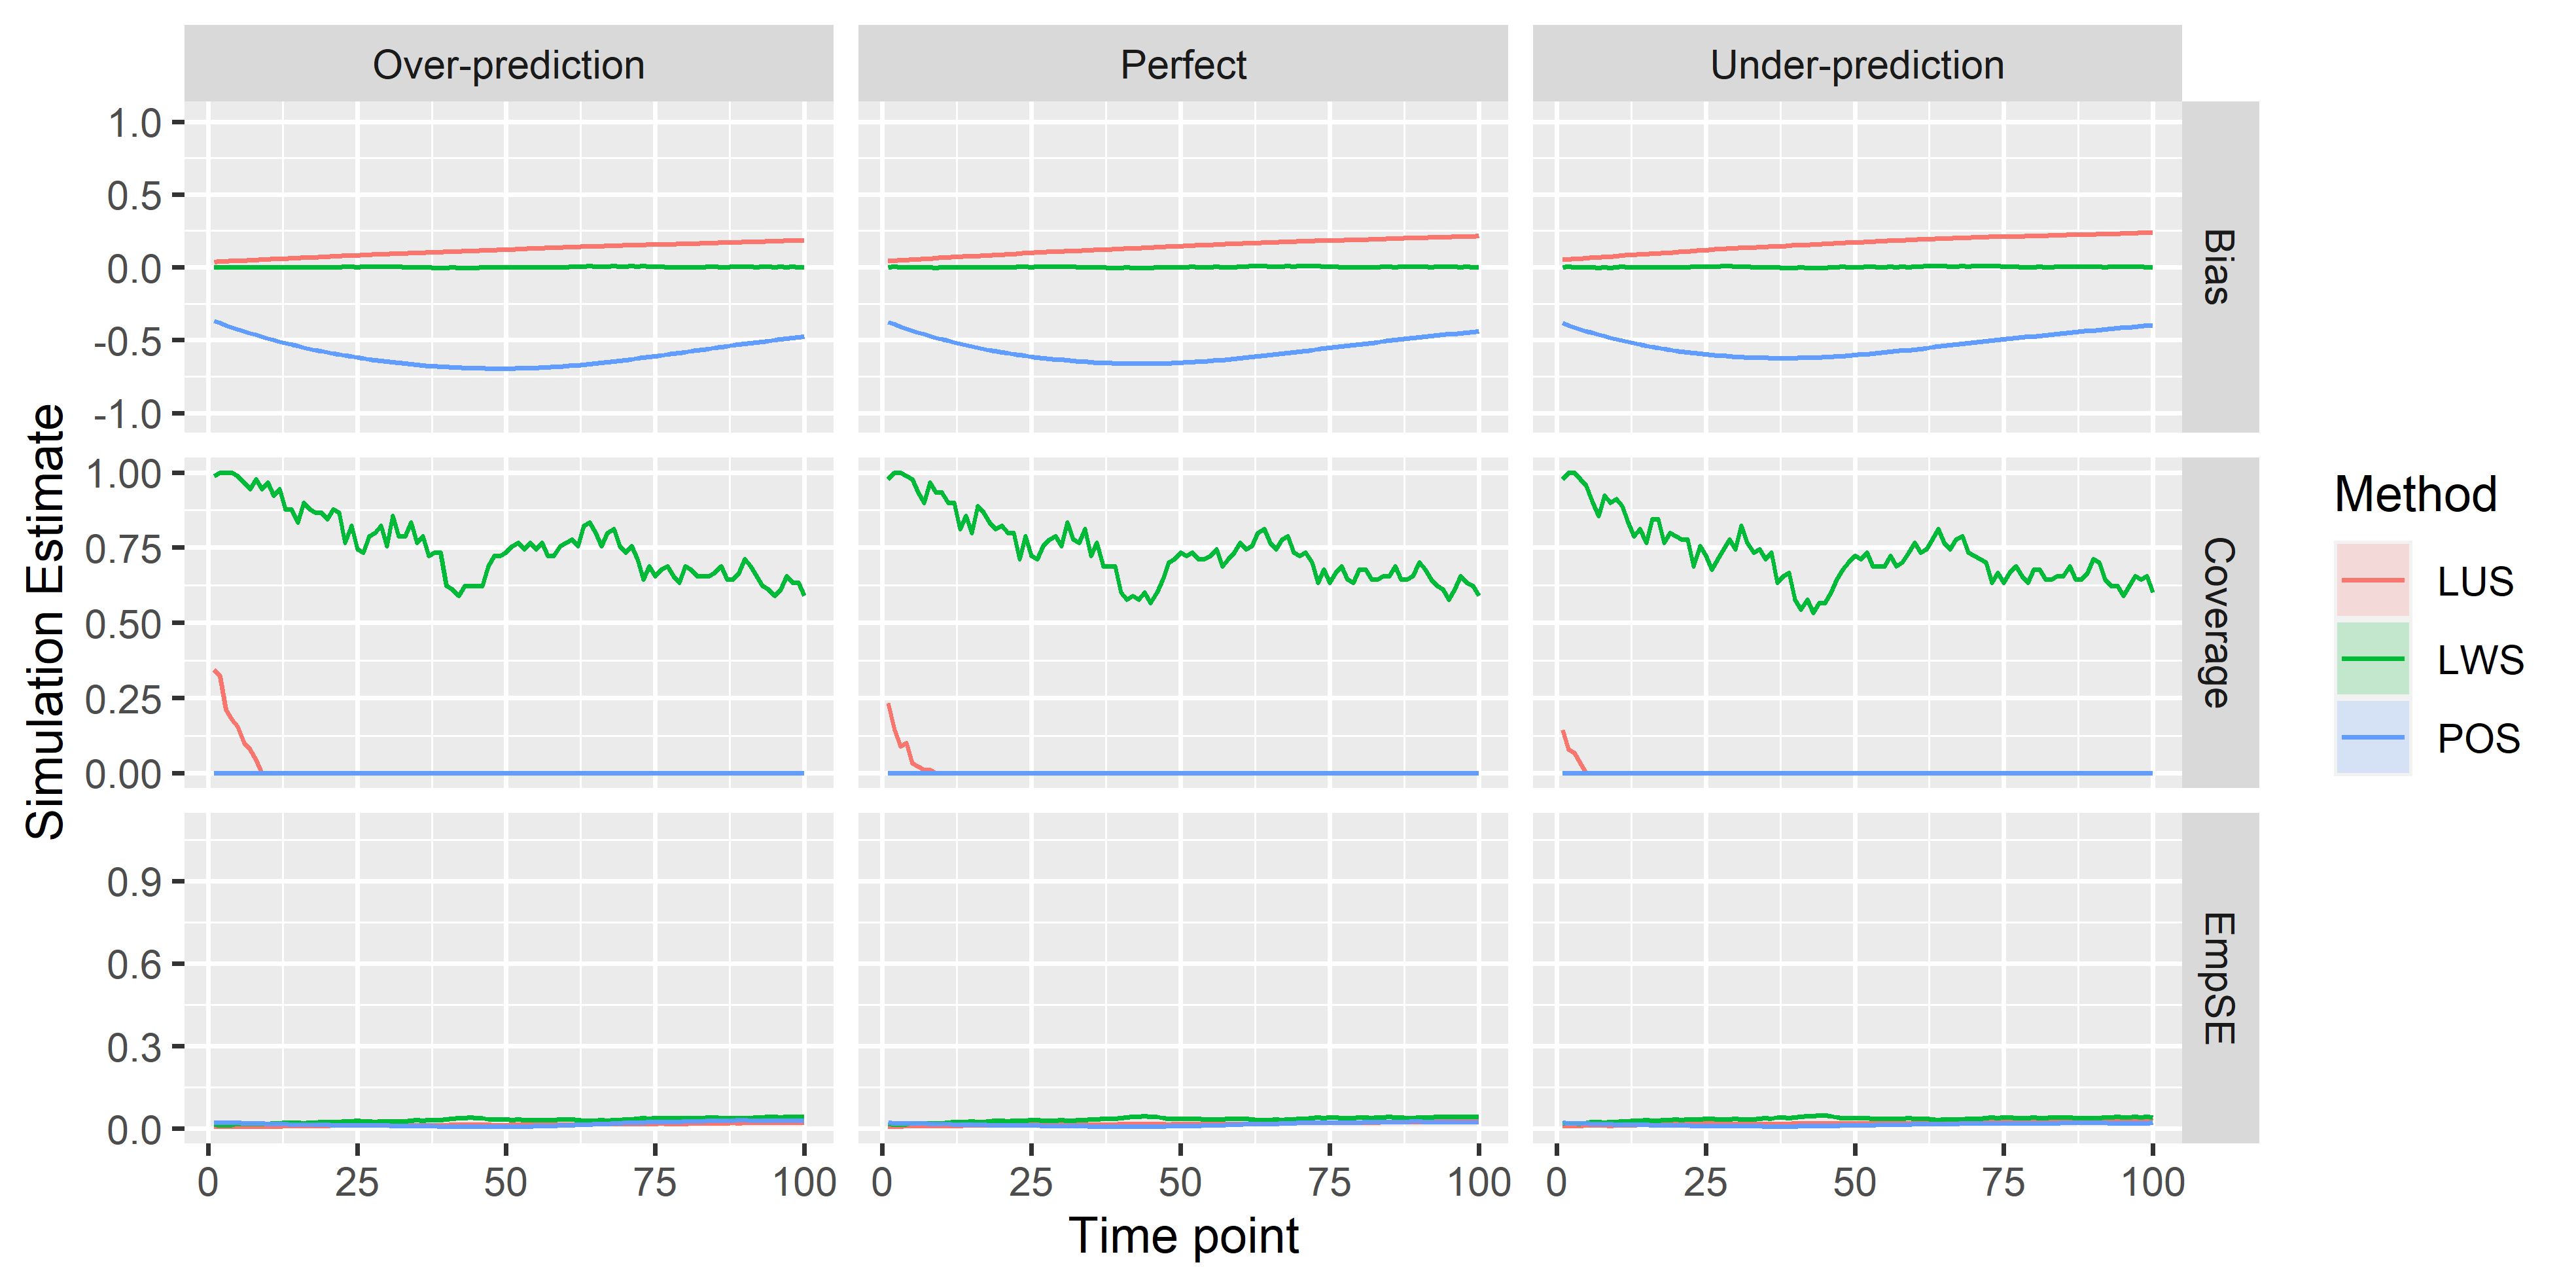 Over-prediction Perfect Under-prediction
1.0
0.5
0.0
-0.5
-1.0
Bias
1.00
0.75
0.50
0.25
0.00
Coverage
0.9
0.6
0.3
0.0
EmpSE
0 25 50 75 100 0 25 50 75 100 0 25 50 75 100
Time point
Simulation Estimate
Method
LUS
LWS
POS